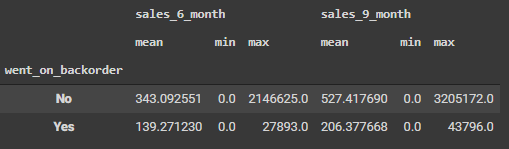 sales_6_month sales_9_month
mean min max mean min max
went_on_backorder
No 343.092551 0.0 2146625.0 527.417690 0.0 3205172.0
Yes 139.271230 0.0 27893.0 206.377668 0.0 43796.0